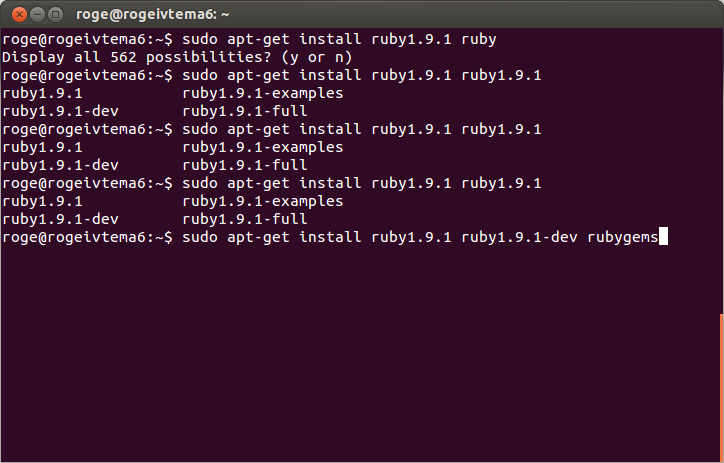 roge@rogeivtema6: ~
roge@rogeivtema6:~$ sudo apt-get install ruby1.9.1 ruby
Display all 562 possibilities? (y or n)
roge@rogeivtema6:~$ sudo apt-get install ruby1.9.1 ruby1.9.1
ruby1.9.1           ruby1.9.1-examples
ruby1.9.1-dev       ruby1.9.1-full
roge@rogeivtema6:~$ sudo apt-get install ruby1.9.1 ruby1.9.1
ruby1.9.1           ruby1.9.1-examples
ruby1.9.1-dev       ruby1.9.1-full
roge@rogeivtema6:~$ sudo apt-get install ruby1.9.1 ruby1.9.1
ruby1.9.1           ruby1.9.1-examples
ruby1.9.1-dev       ruby1.9.1-full
roge@rogeivtema6:~$ sudo apt-get install ruby1.9.1 ruby1.9.1-dev rubygems